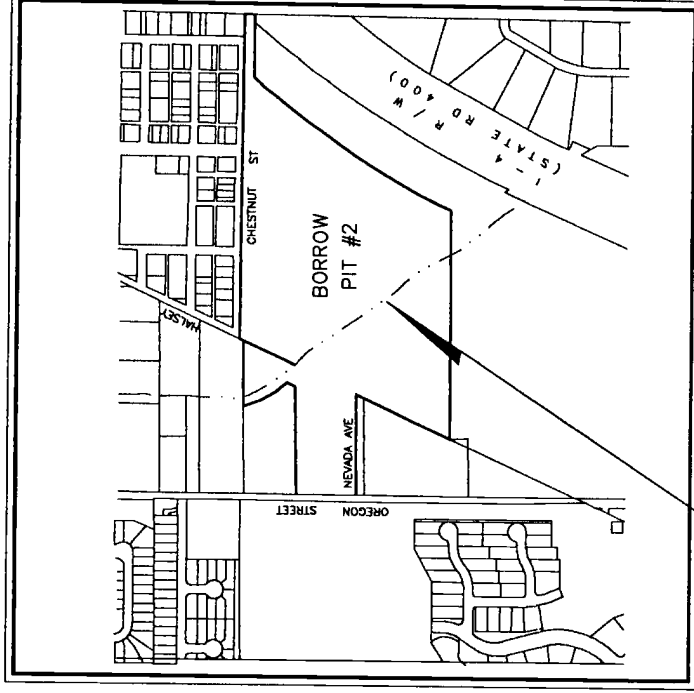 HALSEY
CHESTNUT ST
BORROW
PIT #2
R / W
I - 4
(STATE RD 400)
NEVADA AVE
OREGON STREET